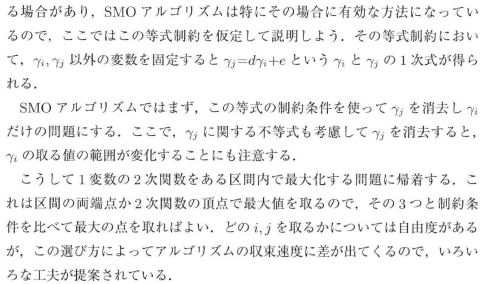 る場合があり，SMO アルゴリズムは特にその場合に有効な方法になってい
るので，ここではこの等式制約を仮定して説明しよう．その等式制約におい
て，γi,γj 以外の変数を固定すると γj=dγi+e という γi と γj の 1 次式が得ら
れる．
SMO アルゴリズムではまず，この等式の制約条件を使って γj を消去し γi
だけの問題にする．ここで，γj に関する不等式も考慮して γj を消去すると，
γi の取る値の範囲が変化することにも注意する．
こうして 1 変数の 2 次関数をある区間内で最大化する問題に帰着する．こ
れは区間の両端点か 2 次関数の頂点で最大値を取るので，その 3 つと制約条
件を比べて最大の点を取ればよい．どの i,j を取るかについては自由度がある
が，この選び方によってアルゴリズムの収束速度に差が出てくるので，いろい
ろな工夫が提案されている．